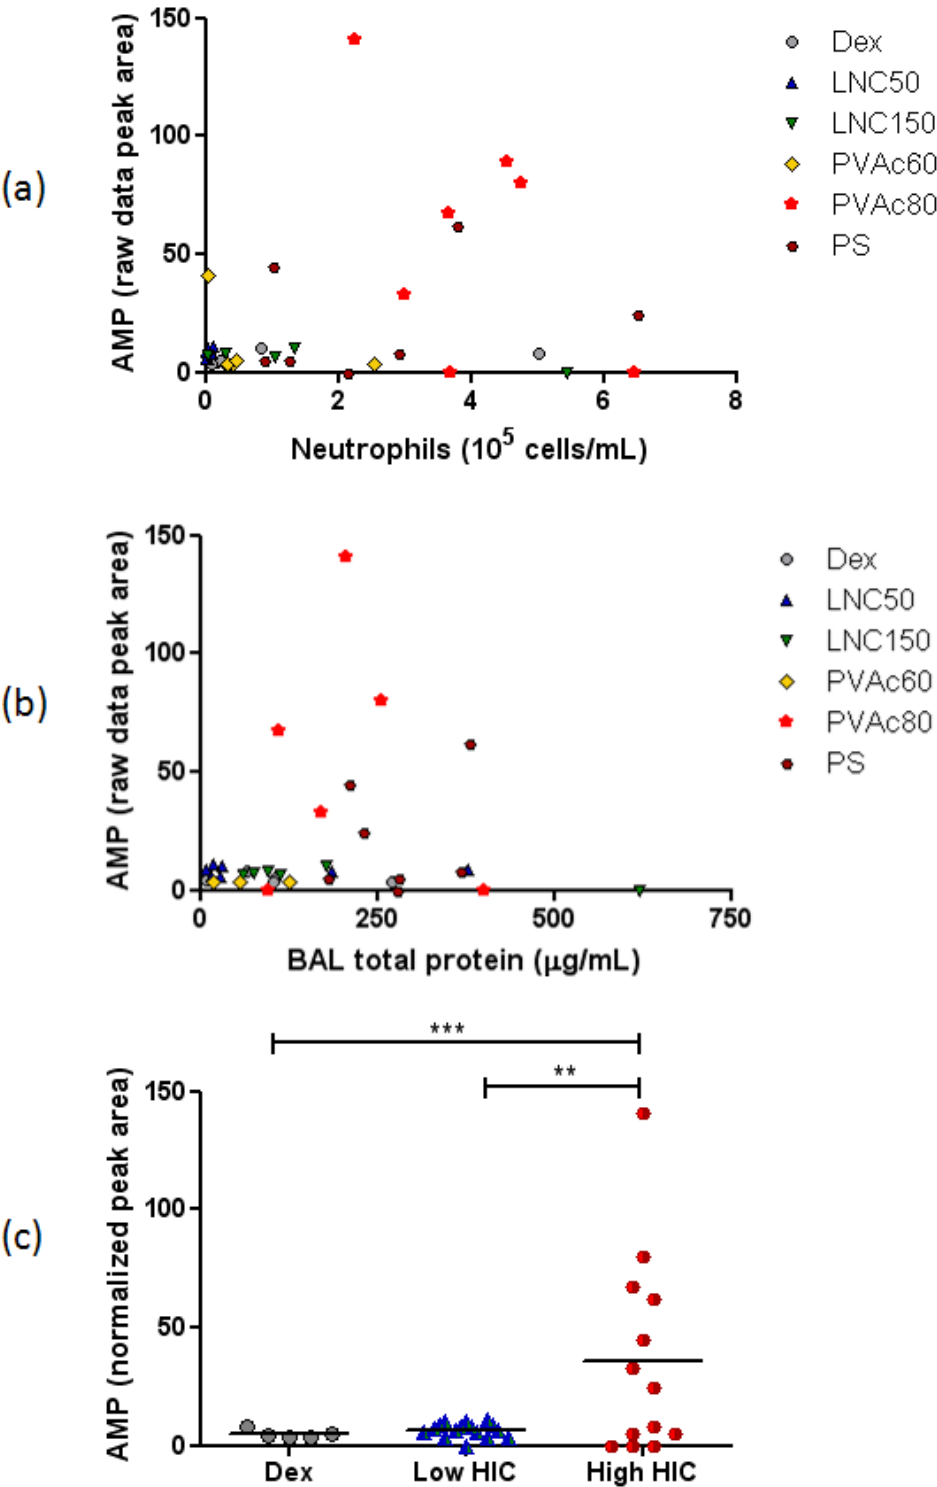 (a)
AMP (raw data peak area)
150
100
50
0
0 2 4 6 8
Neutrophils (10⁵ cells/mL)
Dex
LNC50
LNC150
PVAc60
PVAc80
PS
(b)
AMP (raw data peak area)
150
100
50
0
0 250 500 750
BAL total protein (µg/mL)
Dex
LNC50
LNC150
PVAc60
PVAc80
PS
(c)
AMP (normalized peak area)
***
**
150
100
50
0
Dex Low HIC High HIC